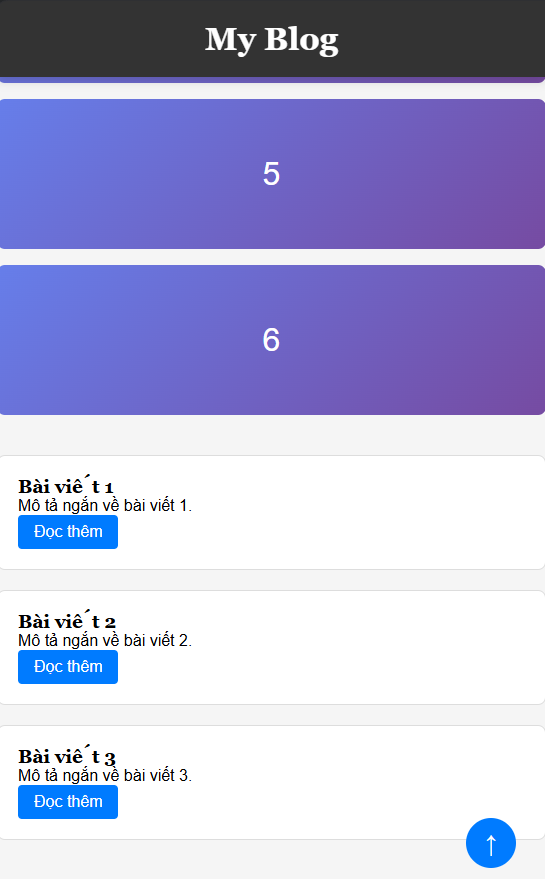 My Blog
5
6
Bài viết 1
Mô tả ngắn về bài viết 1.
Đọc thêm
Bài viết 2
Mô tả ngắn về bài viết 2.
Đọc thêm
Bài viết 3
Mô tả ngắn về bài viết 3.
Đọc thêm
↑